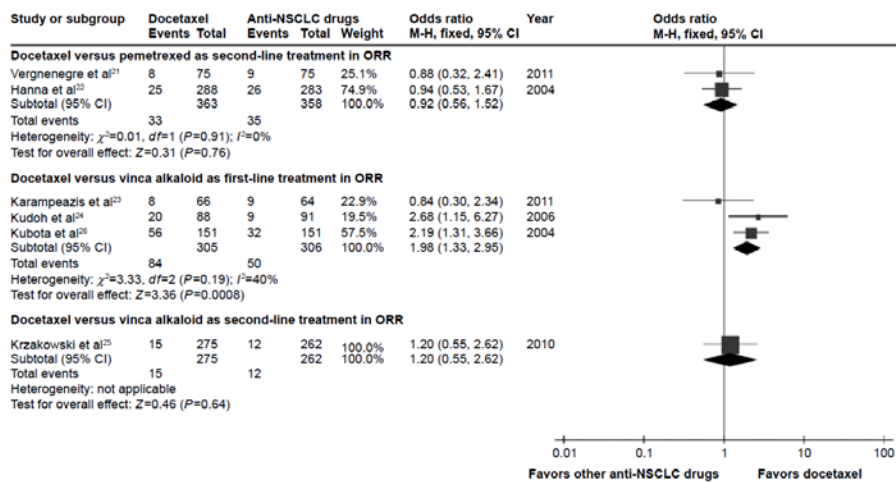 Study or subgroup Docetaxel Anti-NSCLC drugs Odds ratio Year Odds ratio
Events Total Events Total Weight M-H, fixed, 95% CI M-H, fixed, 95% CI
Docetaxel versus pemetrexed as second-line treatment in ORR
Vergnenegre et al²¹ 8 75 9 75 25.1% 0.88 (0.32, 2.41) 2011
Hanna et al²² 25 288 26 283 74.9% 0.94 (0.53, 1.67) 2004
Subtotal (95% CI) 363 358 100.0% 0.92 (0.56, 1.52)
Total events 33 35
Heterogeneity: χ²=0.01, df=1 (P=0.91); I²=0%
Test for overall effect: Z=0.31 (P=0.76)
Docetaxel versus vinca alkaloid as first-line treatment in ORR
Karampeazis et al²³ 8 66 9 64 22.9% 0.84 (0.30, 2.34) 2011
Kudoh et al²⁴ 20 88 9 91 19.5% 2.68 (1.15, 6.27) 2006
Kubota et al²⁶ 56 151 32 151 57.5% 2.19 (1.31, 3.66) 2004
Subtotal (95% CI) 305 306 100.0% 1.98 (1.33, 2.95)
Total events 84 50
Heterogeneity: χ²=3.33, df=2 (P=0.19); I²=40%
Test for overall effect: Z=3.36 (P=0.0008)
Docetaxel versus vinca alkaloid as second-line treatment in ORR
Krzakowski et al²⁵ 15 275 12 262 100.0% 1.20 (0.55, 2.62) 2010
Subtotal (95% CI) 275 262 100.0% 1.20 (0.55, 2.62)
Total events 15 12
Heterogeneity: not applicable
Test for overall effect: Z=0.46 (P=0.64)
0.01 0.1 1 10 100
Favors other anti-NSCLC drugs Favors docetaxel